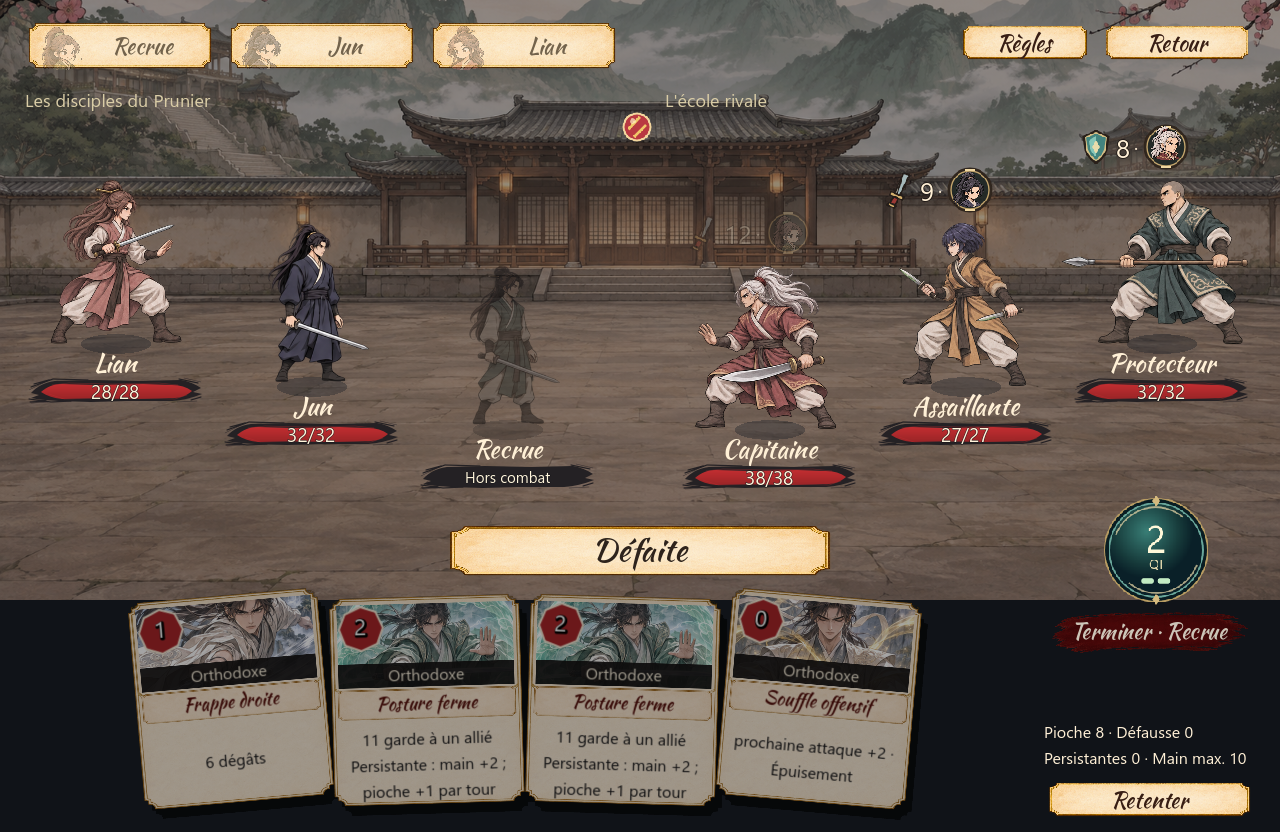 Recrue
Jun
Lian
Règles
Retour
Les disciples du Prunier
L'école rivale
8·
9·
12
Lian
28/28
Jun
32/32
Recrue
Hors combat
Capitaine
38/38
Assaillante
27/27
Protecteur
32/32
Défaite
2
QI
Terminer · Recrue
1
Orthodoxe
Frappe droite
6 dégâts
2
Orthodoxe
Posture ferme
11 garde à un allié
Persistante : main +2 ;
pioche +1 par tour
2
Orthodoxe
Posture ferme
11 garde à un allié
Persistante : main +2 ;
pioche +1 par tour
0
Orthodoxe
Souffle offensif
prochaine attaque +2 ·
Épuisement
Pioche 8 · Défausse 0
Persistantes 0 · Main max. 10
Retenter